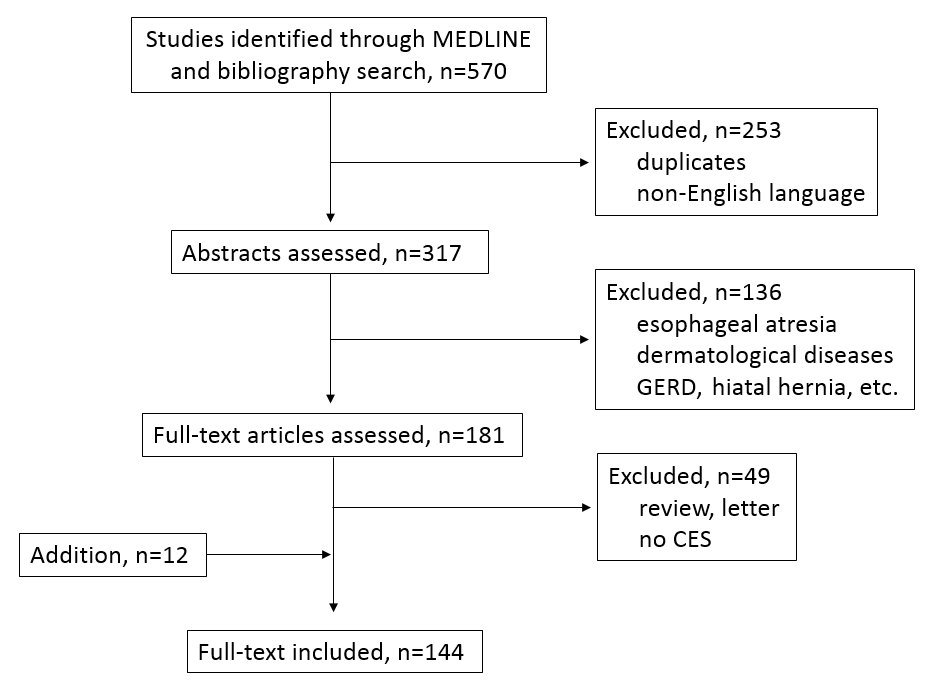 Studies identified through MEDLINE
and bibliography search, n=570
Excluded, n=253
duplicates
non-English language
Abstracts assessed, n=317
Excluded, n=136
esophageal atresia
dermatological diseases
GERD, hiatal hernia, etc.
Full-text articles assessed, n=181
Excluded, n=49
review, letter
no CES
Addition, n=12
Full-text included, n=144